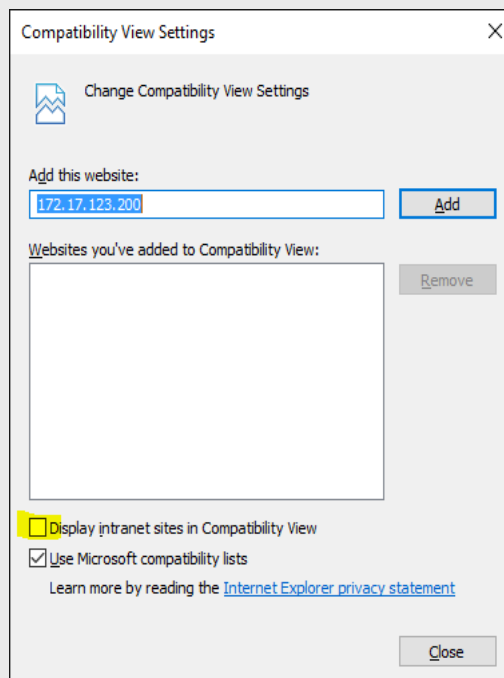 Compatibility View Settings
Change Compatibility View Settings
Add this website:
172.17.123.200
Add
Websites you've added to Compatibility View:
Remove
Display intranet sites in Compatibility View
Use Microsoft compatibility lists
Learn more by reading the Internet Explorer privacy statement
Close